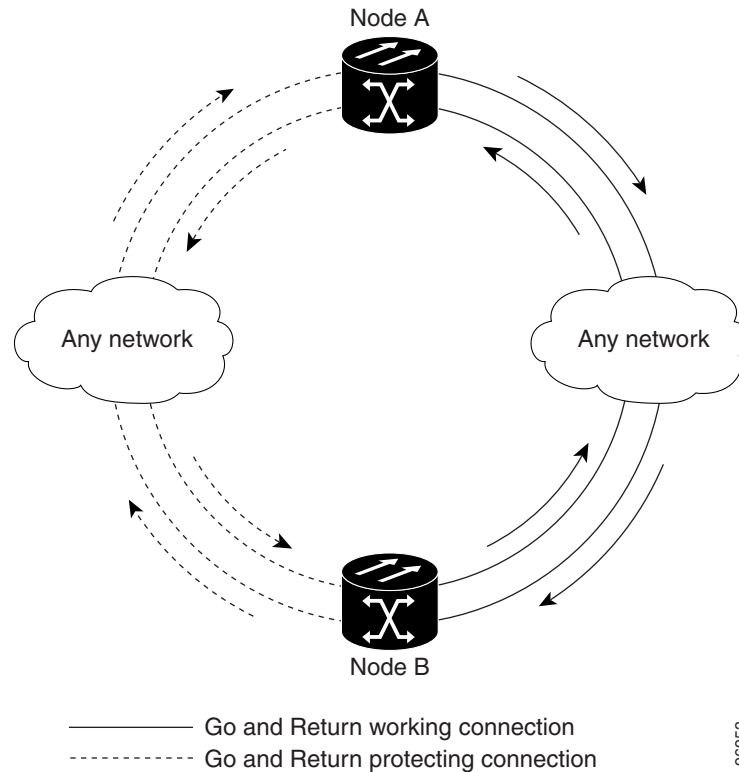 Node A
Any network
Any network
Node B
Go and Return working connection
Go and Return protecting connection